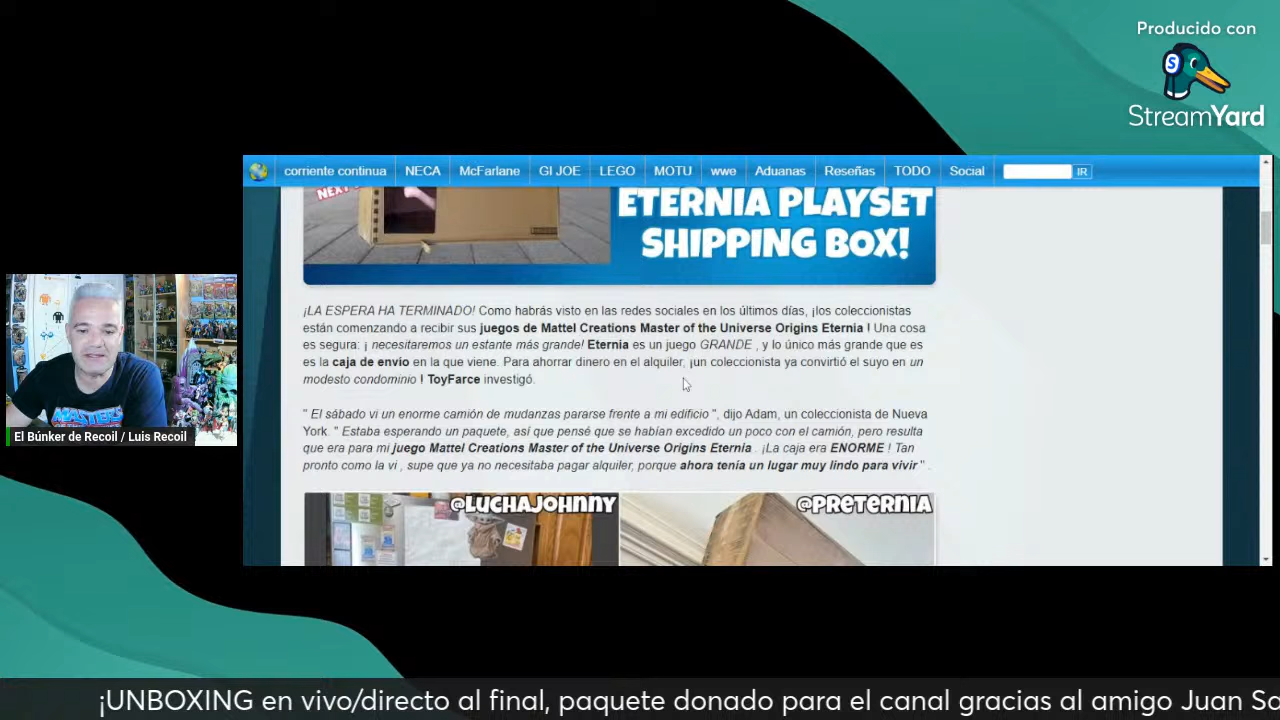 Producido con
StreamYard
corriente continua NECA McFarlane GI JOE LEGO MOTU wwe Aduanas Reseñas TODO Social IR
ETERNIA PLAYSET
SHIPPING BOX!
¡LA ESPERA HA TERMINADO! Como habrás visto en las redes sociales en los últimos días, ¡los coleccionistas
están comenzando a recibir sus juegos de Mattel Creations Master of the Universe Origins Eternia ! Una cosa
es segura: ¡ necesitaremos un estante más grande! Eternia es un juego GRANDE , y lo único más grande que es
es la caja de envío en la que viene. Para ahorrar dinero en el alquiler, ¡un coleccionista ya convirtió el suyo en un
modesto condominio ! ToyFarce investigó.
" El sábado vi un enorme camión de mudanzas pararse frente a mi edificio ", dijo Adam, un coleccionista de Nueva
York. " Estaba esperando un paquete, así que pensé que se habían excedido un poco con el camión, pero resulta
que era para mi juego Mattel Creations Master of the Universe Origins Eternia . ¡La caja era ENORME ! Tan
pronto como la vi , supe que ya no necesitaba pagar alquiler, porque ahora tenía un lugar muy lindo para vivir " .
@LUCHAJOHNNY
@PRETERNIA
MASTERS
El Búnker de Recoil / Luis Recoil
¡UNBOXING en vivo/directo al final, paquete donado para el canal gracias al amigo Juan